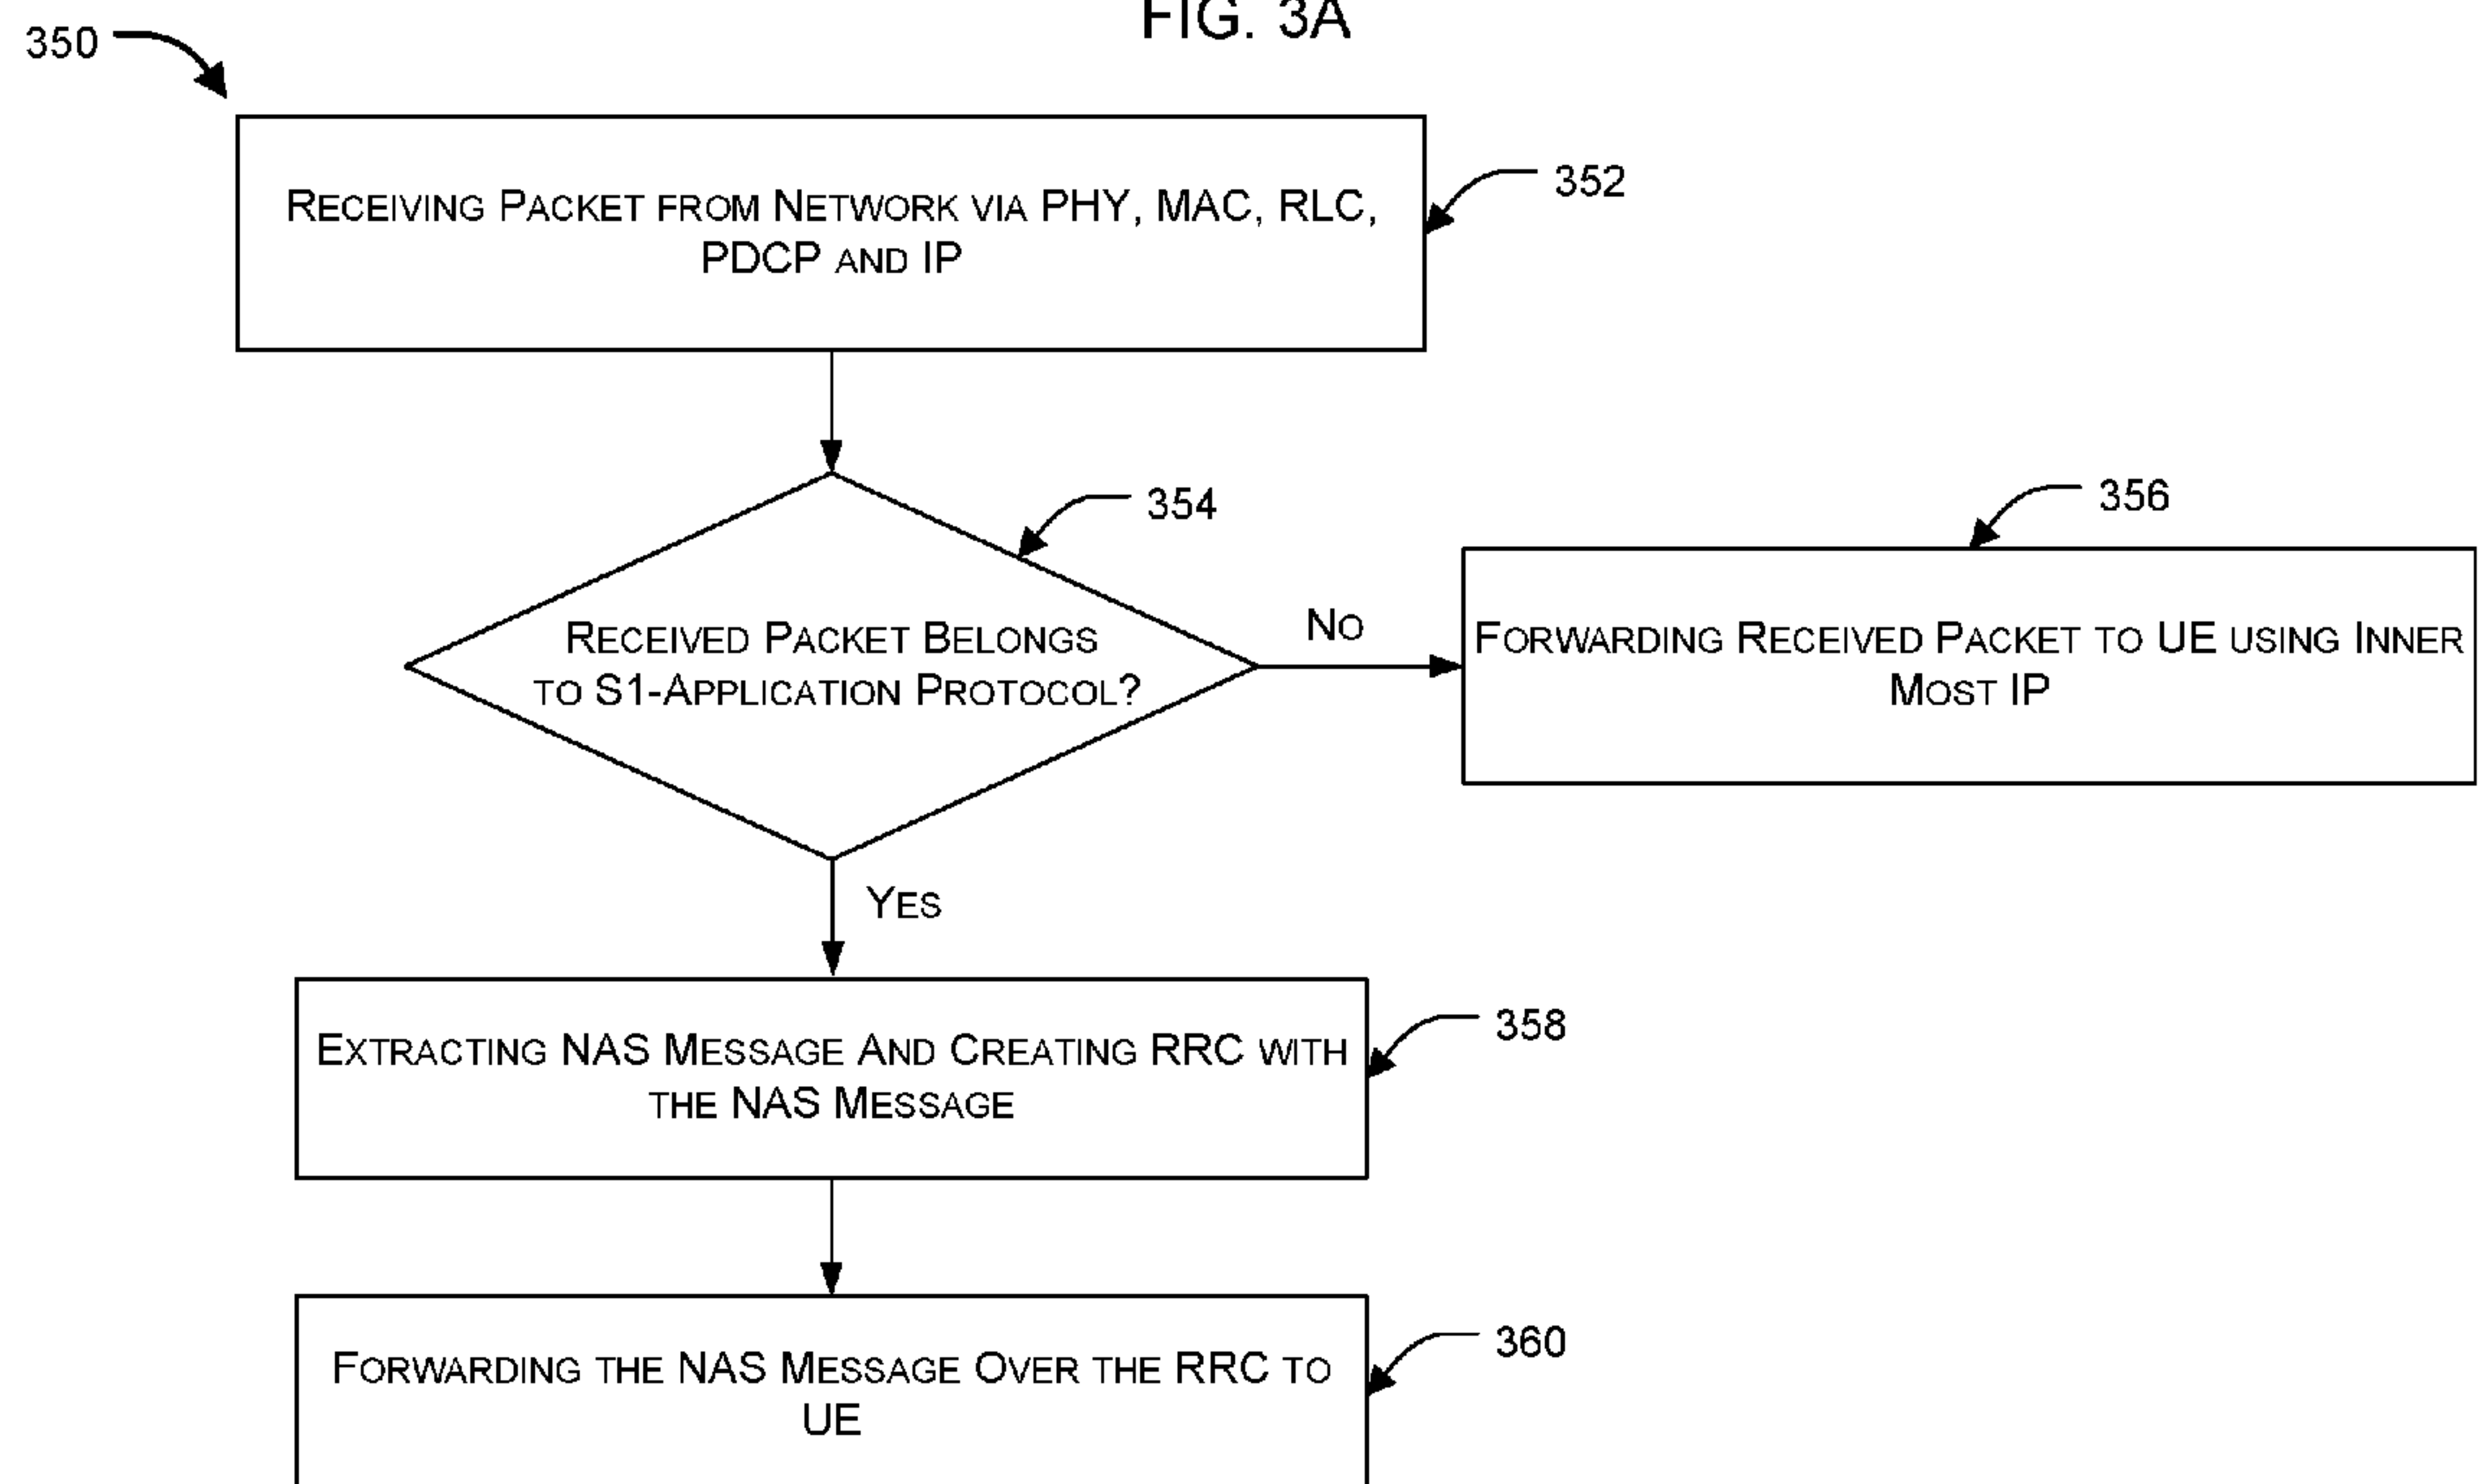 FIG. 3A
350
RECEIVING PACKET FROM NETWORK VIA PHY, MAC, RLC,
PDCP AND IP
352
354
RECEIVED PACKET BELONGS
TO S1-APPLICATION PROTOCOL?
NO
356
FORWARDING RECEIVED PACKET TO UE USING INNER
MOST IP
YES
EXTRACTING NAS MESSAGE AND CREATING RRC WITH
THE NAS MESSAGE
358
FORWARDING THE NAS MESSAGE OVER THE RRC TO
UE
360